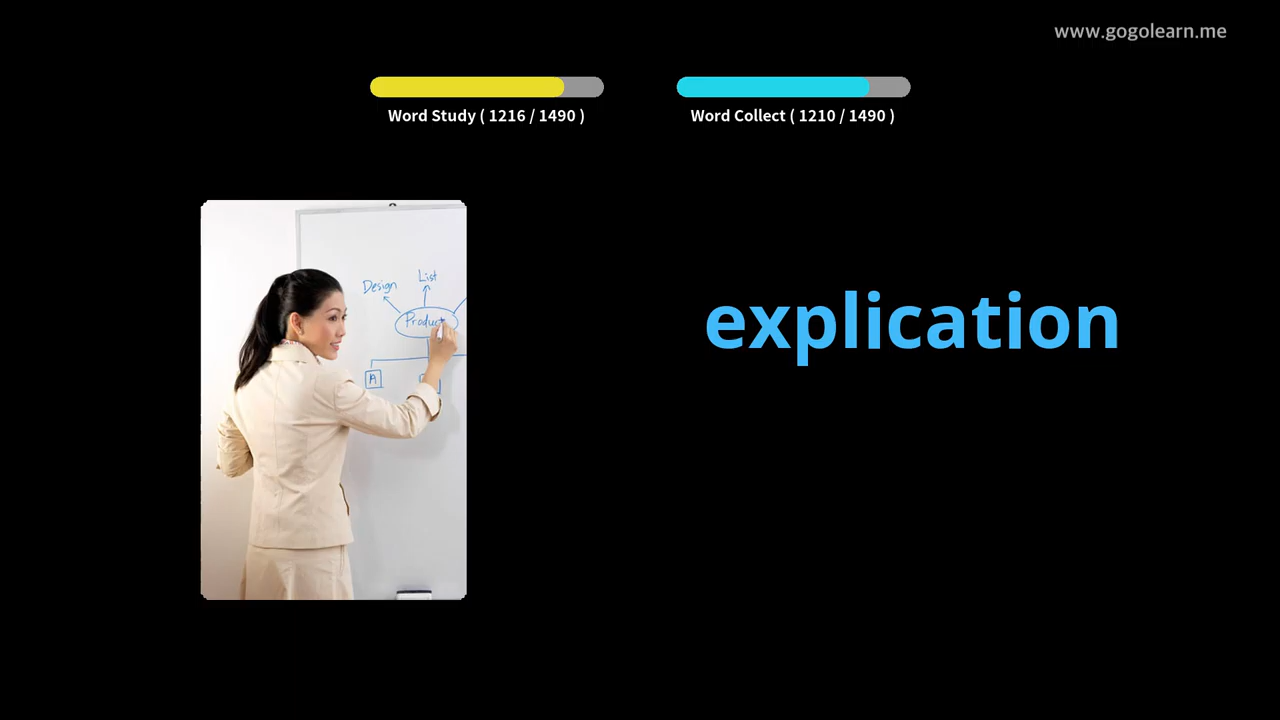 www.gogolearn.me
Word Study ( 1216 / 1490 )
Word Collect ( 1210 / 1490 )
explication
Design
List
Product
A